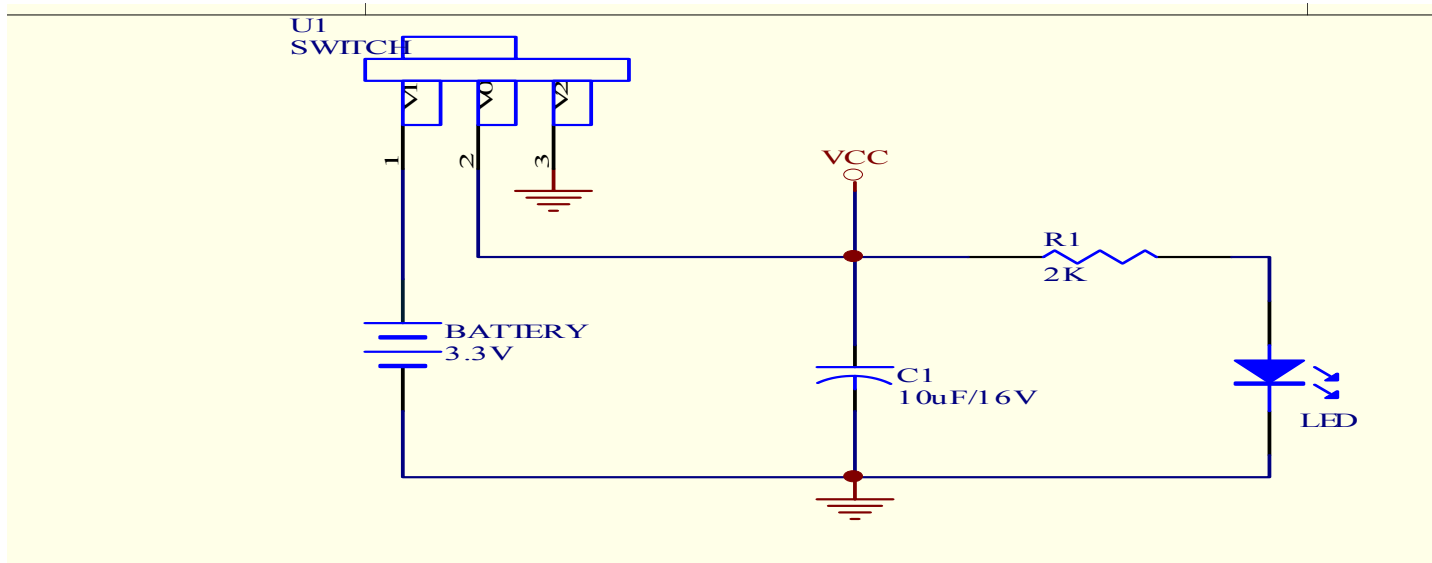 U1
SWITCH
V1
V0
V2
1
2
3
VCC
R1
2K
BATTERY
3.3V
C1
10uF/16V
LED